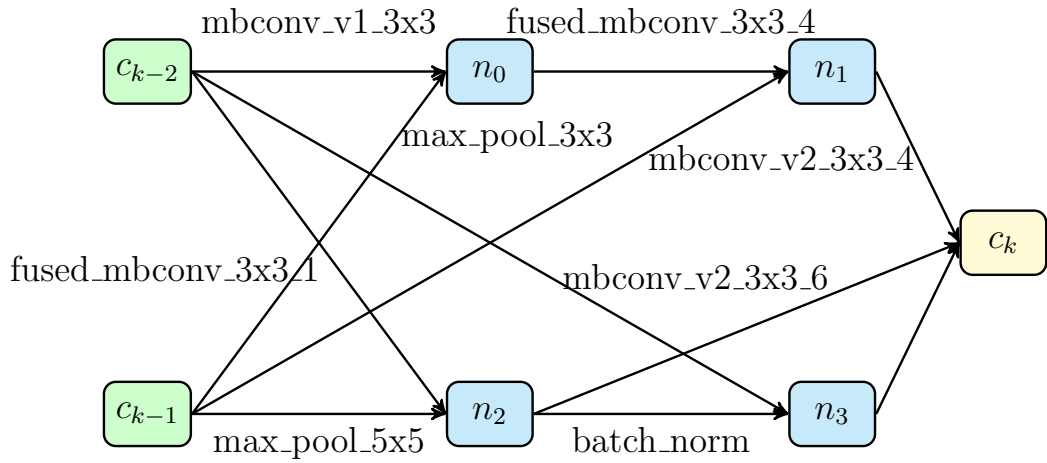 mbconv_v1_3x3
fused_mbconv_3x3_4
c_{k−2}
n_0
n_1
max_pool_3x3
mbconv_v2_3x3_4
c_k
fused_mbconv_3x3_1
mbconv_v2_3x3_6
c_{k−1}
n_2
n_3
max_pool_5x5
batch_norm